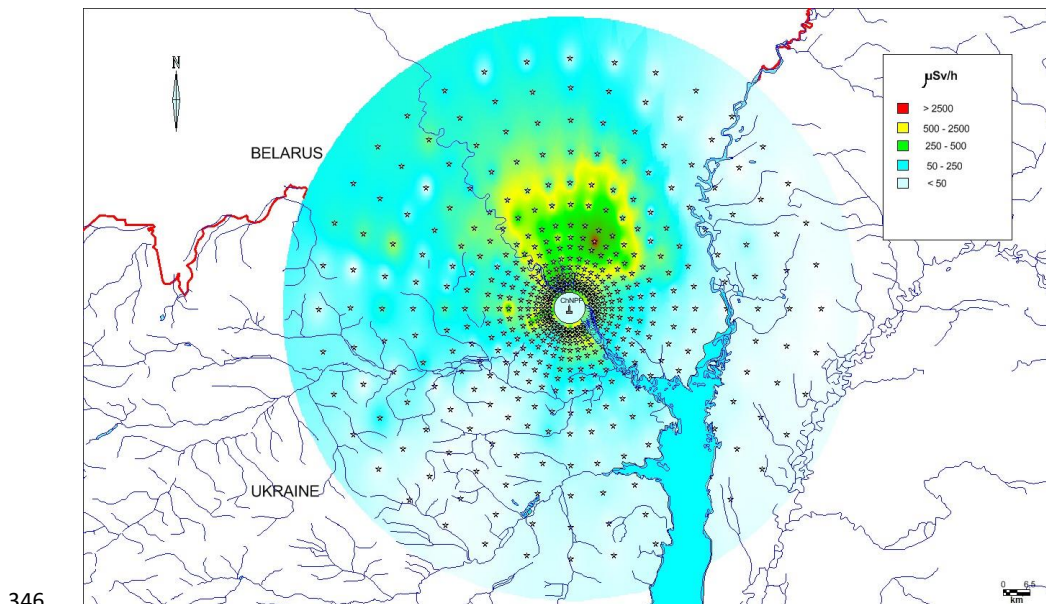 N
BELARUS
UKRAINE
ChNPP
μSv/h
> 2500
500 - 2500
250 - 500
50 - 250
< 50
0 6.5
km
346